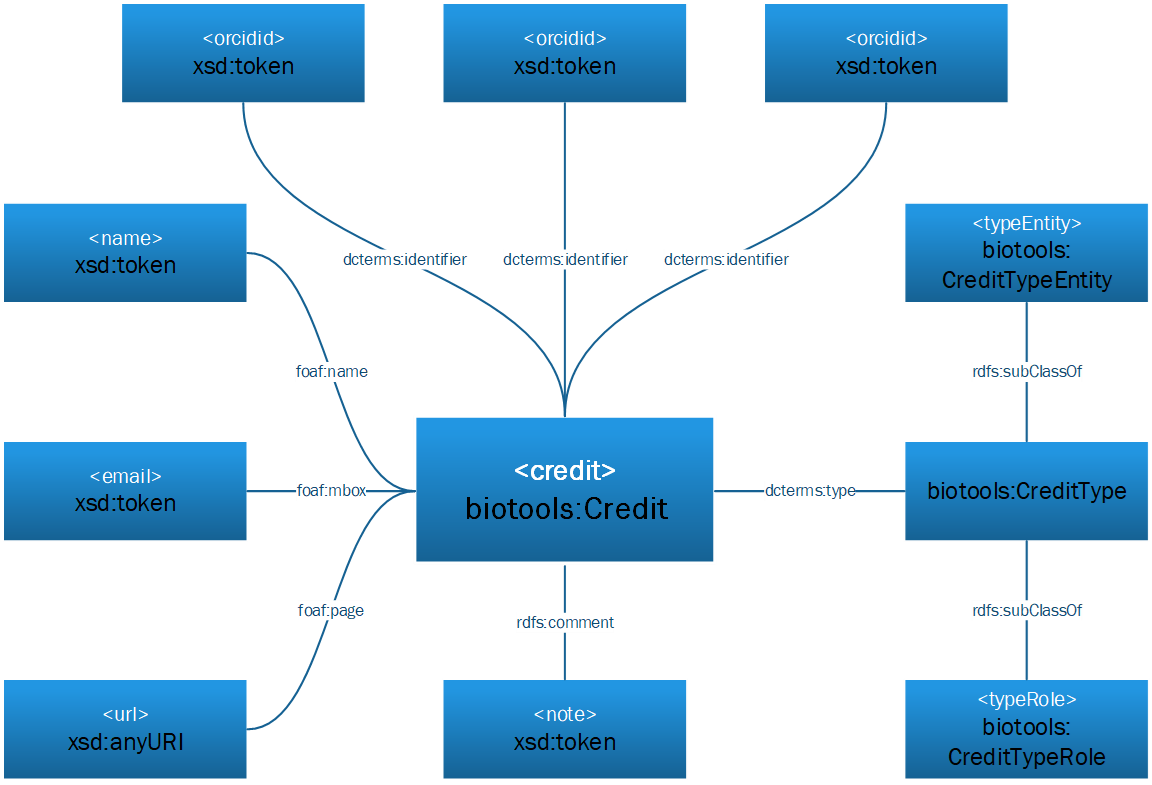 <orcidid>
xsd:token
<orcidid>
xsd:token
<orcidid>
xsd:token
<name>
xsd:token
<typeEntity>
biotools:
CreditTypeEntity
dcterms:identifier
dcterms:identifier
dcterms:identifier
foaf:name
rdfs:subClassOf
<email>
xsd:token
foaf:mbox
<credit>
biotools:Credit
dcterms:type
biotools:CreditType
foaf:page
rdfs:comment
rdfs:subClassOf
<url>
xsd:anyURI
<note>
xsd:token
<typeRole>
biotools:
CreditTypeRole